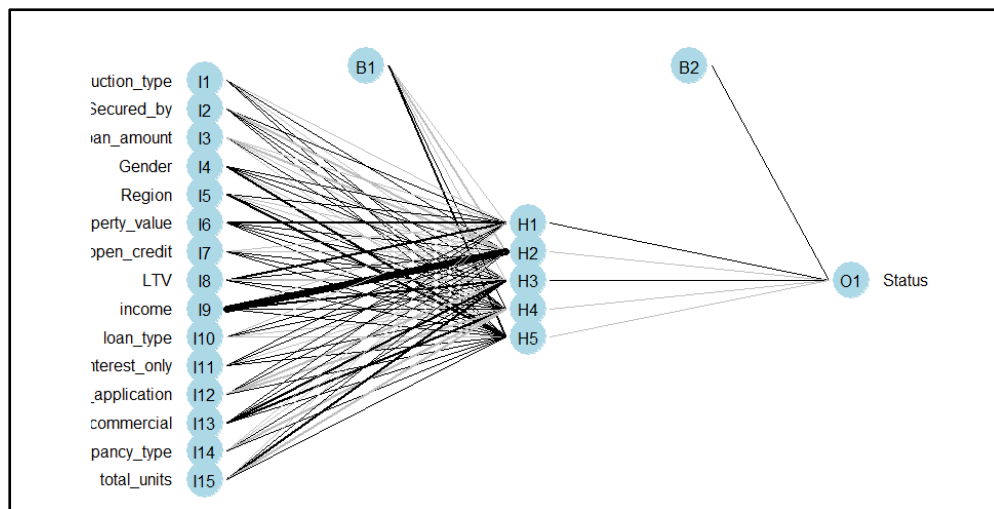 B1
B2
uction_type I1
Secured_by I2
oan_amount I3
Gender I4
Region I5
perty_value I6
open_credit I7
LTV I8
income I9
loan_type I10
nterest_only I11
_application I12
commercial I13
pancy_type I14
total_units I15
H1
H2
H3
H4
H5
O1 Status